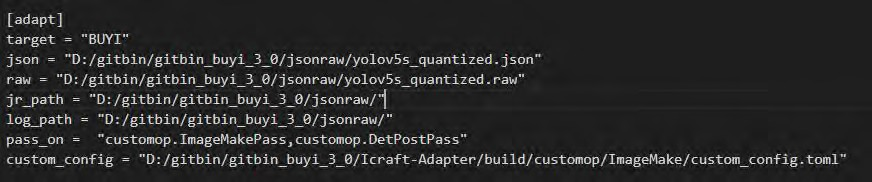 [adapt]
target = "BUYI"
json = "D:/gitbin/gitbin_buyi_3_0/jsonraw/yolov5s_quantized.json"
raw = "D:/gitbin/gitbin_buyi_3_0/jsonraw/yolov5s_quantized.raw"
jr_path = "D:/gitbin/gitbin_buyi_3_0/jsonraw/"
log_path = "D:/gitbin/gitbin_buyi_3_0/jsonraw/"
pass_on =  "customop.ImageMakePass,customop.DetPostPass"
custom_config = "D:/gitbin/gitbin_buyi_3_0/Icraft-Adapter/build/customop/ImageMake/custom_config.toml"